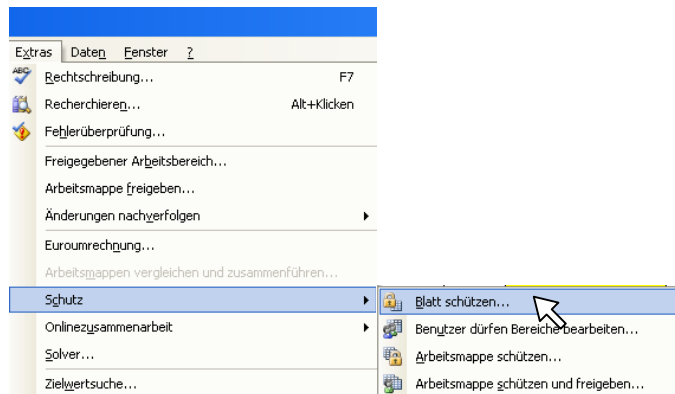 Extras Daten Fenster ?
ABC
Rechtschreibung... F7
Recherchieren... Alt+Klicken
Fehlerüberprüfung...
Freigegebener Arbeitsbereich...
Arbeitsmappe freigeben...
Änderungen nachverfolgen
Euroumrechnung...
Arbeitsmappen vergleichen und zusammenführen...
Schutz
Blatt schützen...
Onlinezusammenarbeit
Benutzer dürfen Bereiche bearbeiten...
Solver...
Arbeitsmappe schützen...
Zielwertsuche...
Arbeitsmappe schützen und freigeben...